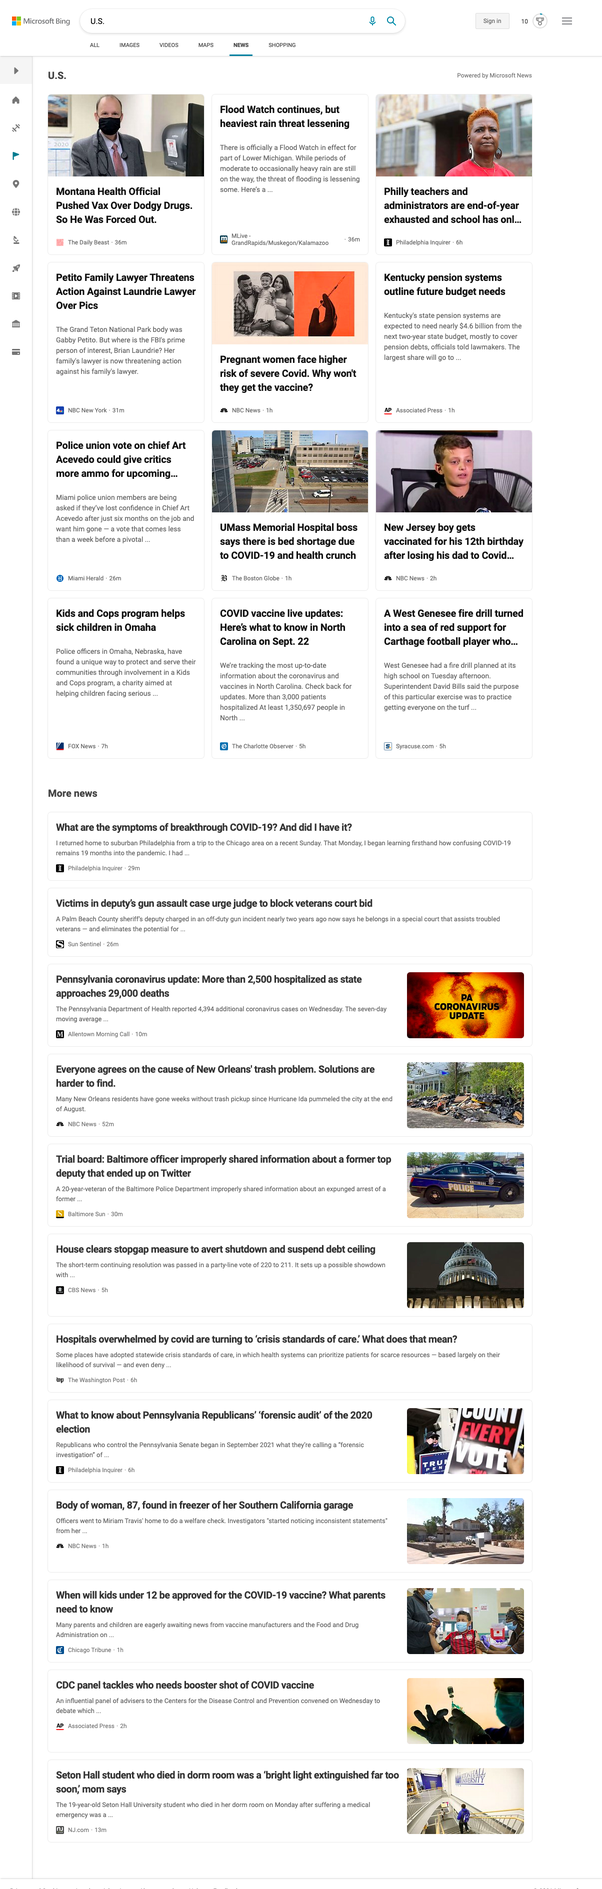 Microsoft Bing
U.S.
Sign in
10
ALL
IMAGES
VIDEOS
MAPS
NEWS
SHOPPING
U.S.
Powered by Microsoft News
Montana Health Official
Pushed Vax Over Dodgy Drugs.
So He Was Forced Out.
The Daily Beast · 36m
Flood Watch continues, but
heaviest rain threat lessening
There is officially a Flood Watch in effect for
part of Lower Michigan. While periods of
moderate to occasionally heavy rain are still
on the way, the threat of flooding is lessening
some. Here's a ...
MLive -
GrandRapids/Muskegon/Kalamazoo · 36m
Philly teachers and
administrators are end-of-year
exhausted and school has onl...
Philadelphia Inquirer · 6h
Petito Family Lawyer Threatens
Action Against Laundrie Lawyer
Over Pics
The Grand Teton National Park body was
Gabby Petito. But where is the FBI's prime
person of interest, Brian Laundrie? Her
family's lawyer is now threatening action
against his family's lawyer.
NBC New York · 31m
Pregnant women face higher
risk of severe Covid. Why won't
they get the vaccine?
NBC News · 1h
Kentucky pension systems
outline future budget needs
Kentucky's state pension systems are
expected to need nearly $4.6 billion from the
next two-year state budget, mostly to cover
pension debts, officials told lawmakers. The
largest share will go to ...
AP Associated Press · 1h
Police union vote on chief Art
Acevedo could give critics
more ammo for upcoming...
Miami police union members are being
asked if they've lost confidence in Chief Art
Acevedo after just six months on the job and
want him gone — a vote that comes less
than a week before a pivotal ...
Miami Herald · 26m
UMass Memorial Hospital boss
says there is bed shortage due
to COVID-19 and health crunch
The Boston Globe · 1h
New Jersey boy gets
vaccinated for his 12th birthday
after losing his dad to Covid...
NBC News · 2h
Kids and Cops program helps
sick children in Omaha
Police officers in Omaha, Nebraska, have
found a unique way to protect and serve their
communities through involvement in a Kids
and Cops program, a charity aimed at
helping children facing serious ...
FOX News · 7h
COVID vaccine live updates:
Here's what to know in North
Carolina on Sept. 22
We're tracking the most up-to-date
information about the coronavirus and
vaccines in North Carolina. Check back for
updates. More than 3,000 patients
hospitalized At least 1,350,697 people in
North ...
The Charlotte Observer · 5h
A West Genesee fire drill turned
into a sea of red support for
Carthage football player who...
West Genesee had a fire drill planned at its
high school on Tuesday afternoon.
Superintendent David Bills said the purpose
of this particular exercise was to practice
getting everyone on the turf ...
Syracuse.com · 5h
More news
What are the symptoms of breakthrough COVID-19? And did I have it?
I returned home to suburban Philadelphia from a trip to the Chicago area on a recent Sunday. That Monday, I began learning firsthand how confusing COVID-19
remains 19 months into the pandemic. I had ...
Philadelphia Inquirer · 29m
Victims in deputy's gun assault case urge judge to block veterans court bid
A Palm Beach County sheriff's deputy charged in an off-duty gun incident nearly two years ago now says he belongs in a special court that assists troubled
veterans — and eliminates the potential for ...
Sun Sentinel · 26m
Pennsylvania coronavirus update: More than 2,500 hospitalized as state
approaches 29,000 deaths
The Pennsylvania Department of Health reported 4,394 additional coronavirus cases on Wednesday. The seven-day
moving average ...
Allentown Morning Call · 10m
PA
CORONAVIRUS
UPDATE
Everyone agrees on the cause of New Orleans' trash problem. Solutions are
harder to find.
Many New Orleans residents have gone weeks without trash pickup since Hurricane Ida pummeled the city at the end
of August.
NBC News · 52m
Trial board: Baltimore officer improperly shared information about a former top
deputy that ended up on Twitter
A 20-year-veteran of the Baltimore Police Department improperly shared information about an expunged arrest of a
former ...
Baltimore Sun · 30m
POLICE
House clears stopgap measure to avert shutdown and suspend debt ceiling
The short-term continuing resolution was passed in a party-line vote of 220 to 211. It sets up a possible showdown
with ...
CBS News · 5h
Hospitals overwhelmed by covid are turning to 'crisis standards of care.' What does that mean?
Some places have adopted statewide crisis standards of care, in which health systems can prioritize patients for scarce resources — based largely on their
likelihood of survival — and even deny ...
wp The Washington Post · 6h
What to know about Pennsylvania Republicans' 'forensic audit' of the 2020
election
Republicans who control the Pennsylvania Senate began in September 2021 what they're calling a "forensic
investigation" of ...
Philadelphia Inquirer · 6h
COUNT
EVERY
VOTE
Body of woman, 87, found in freezer of her Southern California garage
Officers went to Miriam Travis' home to do a welfare check. Investigators "started noticing inconsistent statements"
from her ...
NBC News · 1h
When will kids under 12 be approved for the COVID-19 vaccine? What parents
need to know
Many parents and children are eagerly awaiting news from vaccine manufacturers and the Food and Drug
Administration on ...
Chicago Tribune · 1h
CDC panel tackles who needs booster shot of COVID vaccine
An influential panel of advisers to the Centers for the Disease Control and Prevention convened on Wednesday to
debate which ...
AP Associated Press · 2h
Seton Hall student who died in dorm room was a 'bright light extinguished far too
soon,' mom says
The 19-year-old Seton Hall University student who died in her dorm room on Monday after suffering a medical
emergency was a ...
NJ.com · 13m